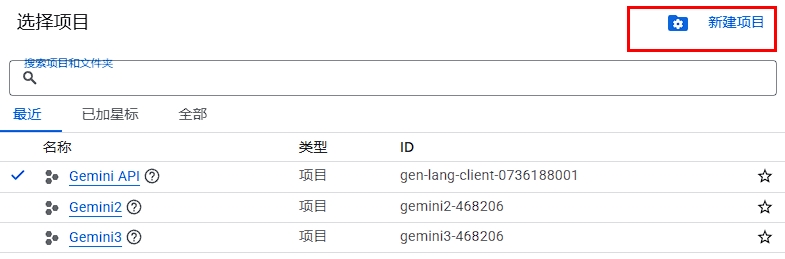 选择项目
新建项目
搜索项目和文件夹
最近 已加星标 全部
名称 类型 ID
Gemini API 项目 gen-lang-client-0736188001
Gemini2 项目 gemini2-468206
Gemini3 项目 gemini3-468206